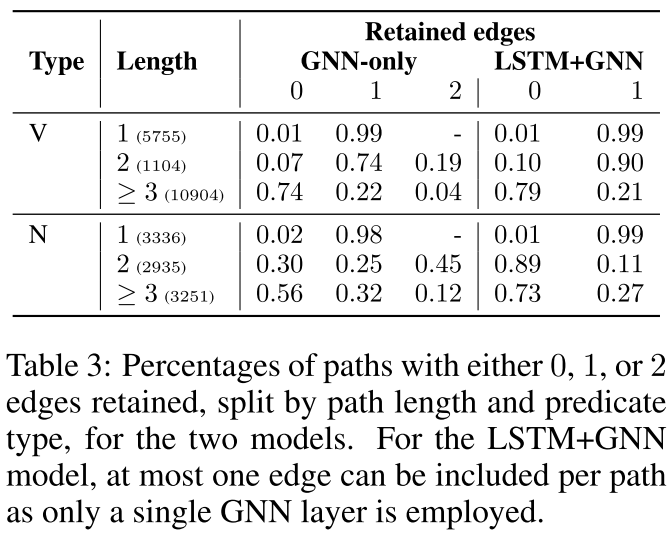 Retained edges
Type Length GNN-only LSTM+GNN
0 1 2 0 1
V 1 (5755) 0.01 0.99 - 0.01 0.99
2 (1104) 0.07 0.74 0.19 0.10 0.90
≥ 3 (10904) 0.74 0.22 0.04 0.79 0.21
N 1 (3336) 0.02 0.98 - 0.01 0.99
2 (2935) 0.30 0.25 0.45 0.89 0.11
≥ 3 (3251) 0.56 0.32 0.12 0.73 0.27
Table 3: Percentages of paths with either 0, 1, or 2
edges retained, split by path length and predicate
type, for the two models. For the LSTM+GNN
model, at most one edge can be included per path
as only a single GNN layer is employed.